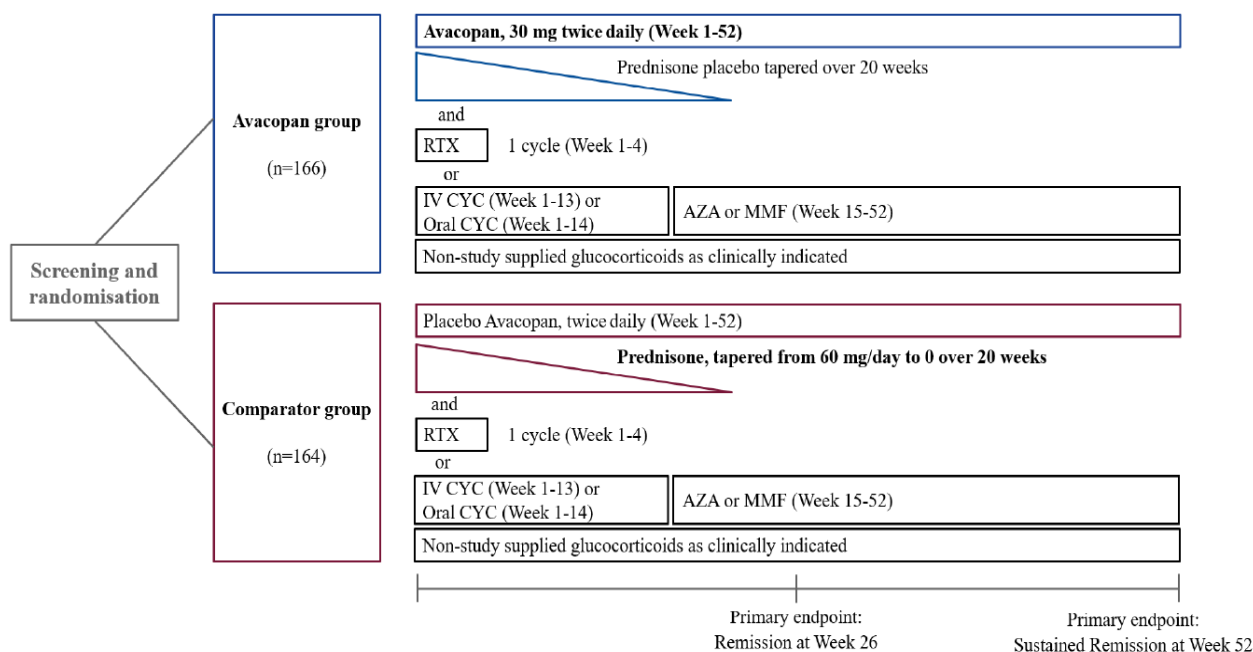 Screening and
randomisation
Avacopan group
(n=166)
Avacopan, 30 mg twice daily (Week 1-52)
Prednisone placebo tapered over 20 weeks
and
RTX
1 cycle (Week 1-4)
or
IV CYC (Week 1-13) or
Oral CYC (Week 1-14)
AZA or MMF (Week 15-52)
Non-study supplied glucocorticoids as clinically indicated
Comparator group
(n=164)
Placebo Avacopan, twice daily (Week 1-52)
Prednisone, tapered from 60 mg/day to 0 over 20 weeks
and
RTX
1 cycle (Week 1-4)
or
IV CYC (Week 1-13) or
Oral CYC (Week 1-14)
AZA or MMF (Week 15-52)
Non-study supplied glucocorticoids as clinically indicated
Primary endpoint:
Remission at Week 26
Primary endpoint:
Sustained Remission at Week 52